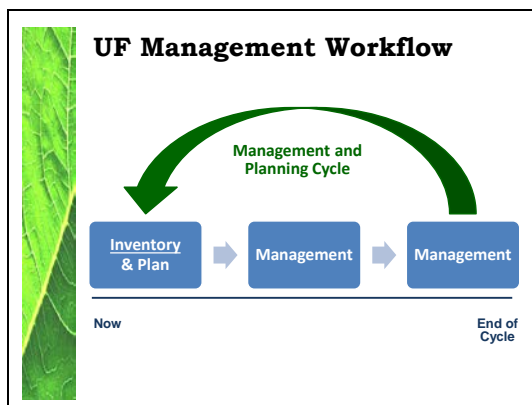 UF Management Workflow
Management and
Planning Cycle
Inventory
& Plan
Management
Management
Now
End of
Cycle